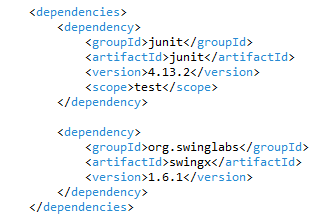 <dependencies>
    <dependency>
        <groupId>junit</groupId>
        <artifactId>junit</artifactId>
        <version>4.13.2</version>
        <scope>test</scope>
    </dependency>

    <dependency>
        <groupId>org.swinglabs</groupId>
        <artifactId>swingx</artifactId>
        <version>1.6.1</version>
    </dependency>
</dependencies>